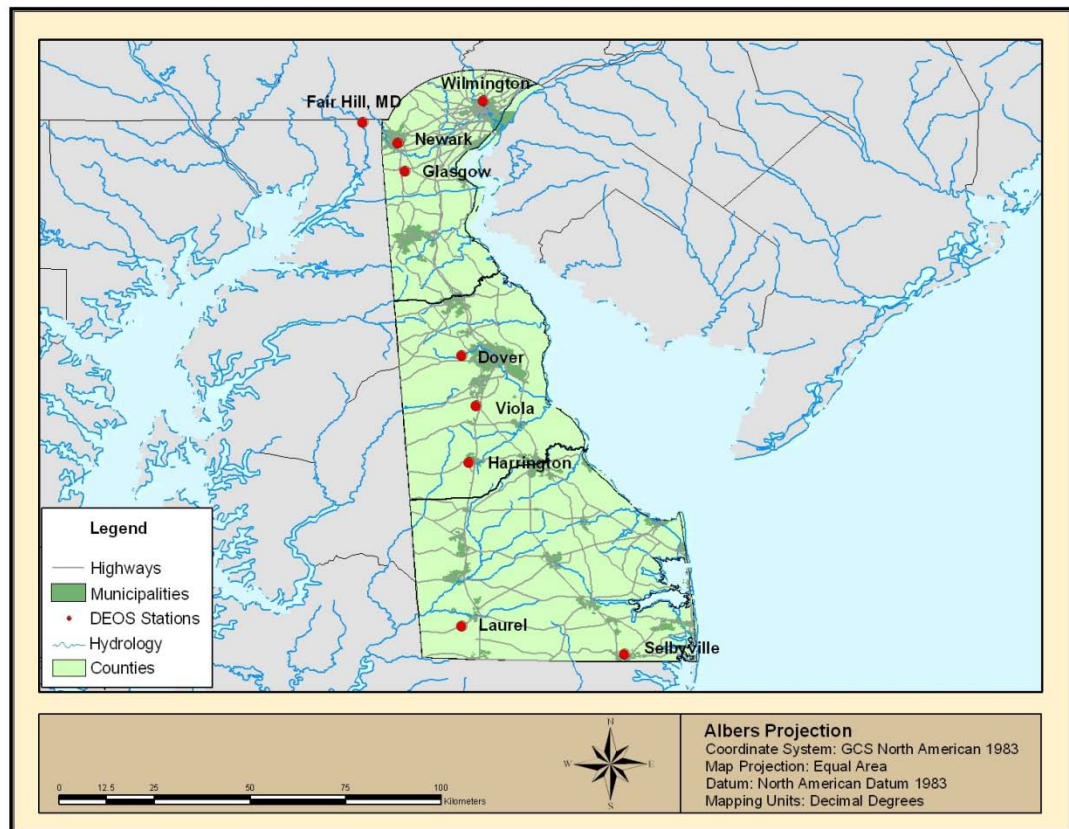 Wilmington
Fair Hill, MD
Newark
Glasgow
Dover
Viola
Harrington
Laurel
Selbyville
Legend
Highways
Municipalities
DEOS Stations
Hydrology
Counties
N
W
E
S
0 12.5 25 50 75 100
Kilometers
Albers Projection
Coordinate System: GCS North American 1983
Map Projection: Equal Area
Datum: North American Datum 1983
Mapping Units: Decimal Degrees